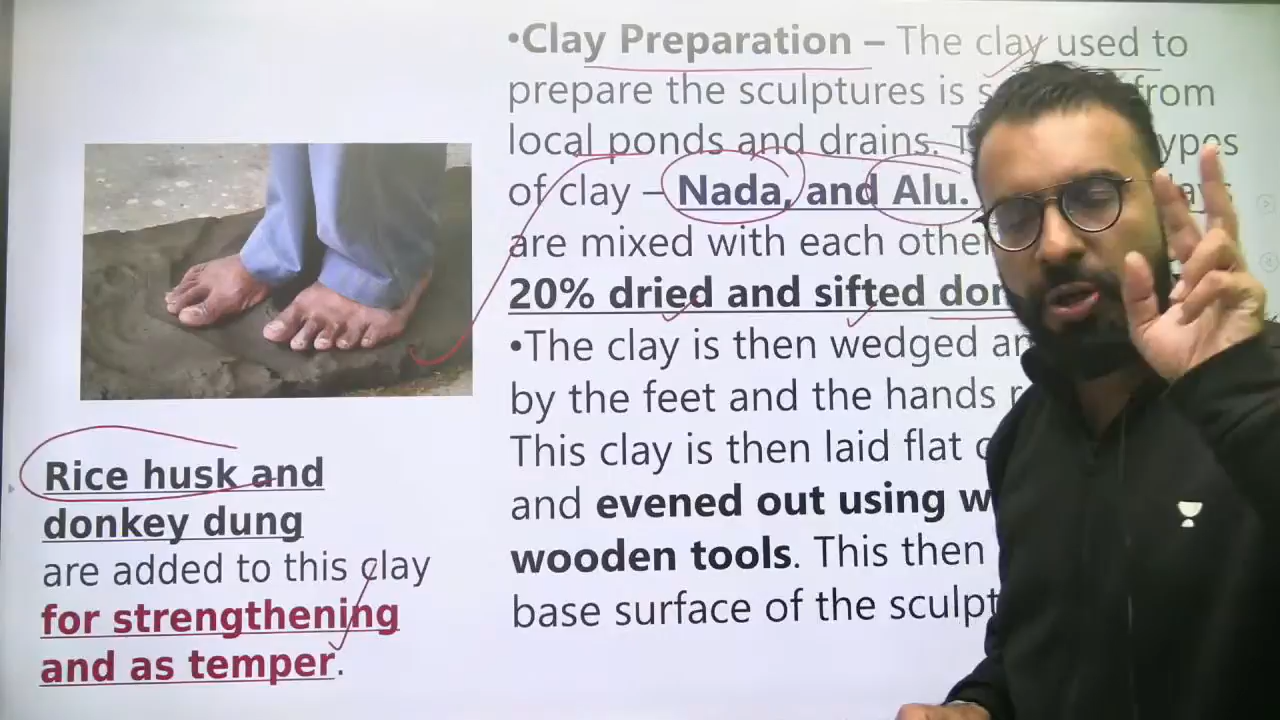 •Clay Preparation – The clay used to
prepare the sculptures is from
local ponds and drains.
of clay – Nada, and Alu.
are mixed with each other
20% dried and sifted
•The clay is then wedged
by the feet and the hands
This clay is then laid flat
and evened out using
wooden tools. This then
base surface of the
Rice husk and
donkey dung
are added to this clay
for strengthening
and as temper.